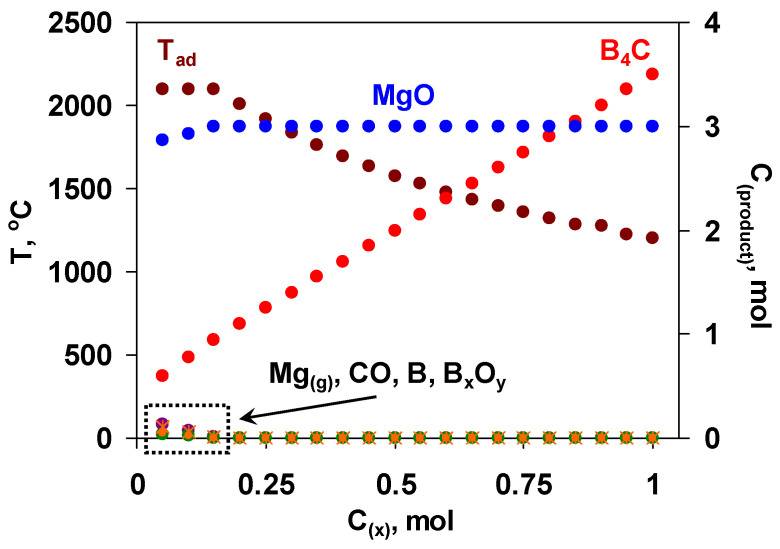 2500
2000
1500
1000
500
0
T, °C
4
3
2
1
0
C(product), mol
Tad
B4C
MgO
Mg(g), CO, B, BxOy
0
0.25
0.5
0.75
1
C(x), mol